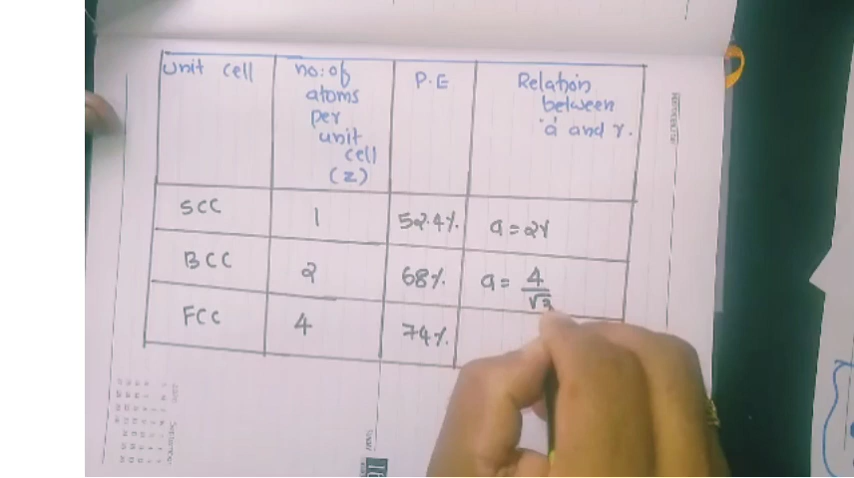 unit cell
no: of
atoms
per
unit
cell
(z)
P.E
Relation
between
'a' and r.
SCC
1
52.4%.
a = 2r
BCC
2
68%.
a = 4
√3
FCC
4
74%.